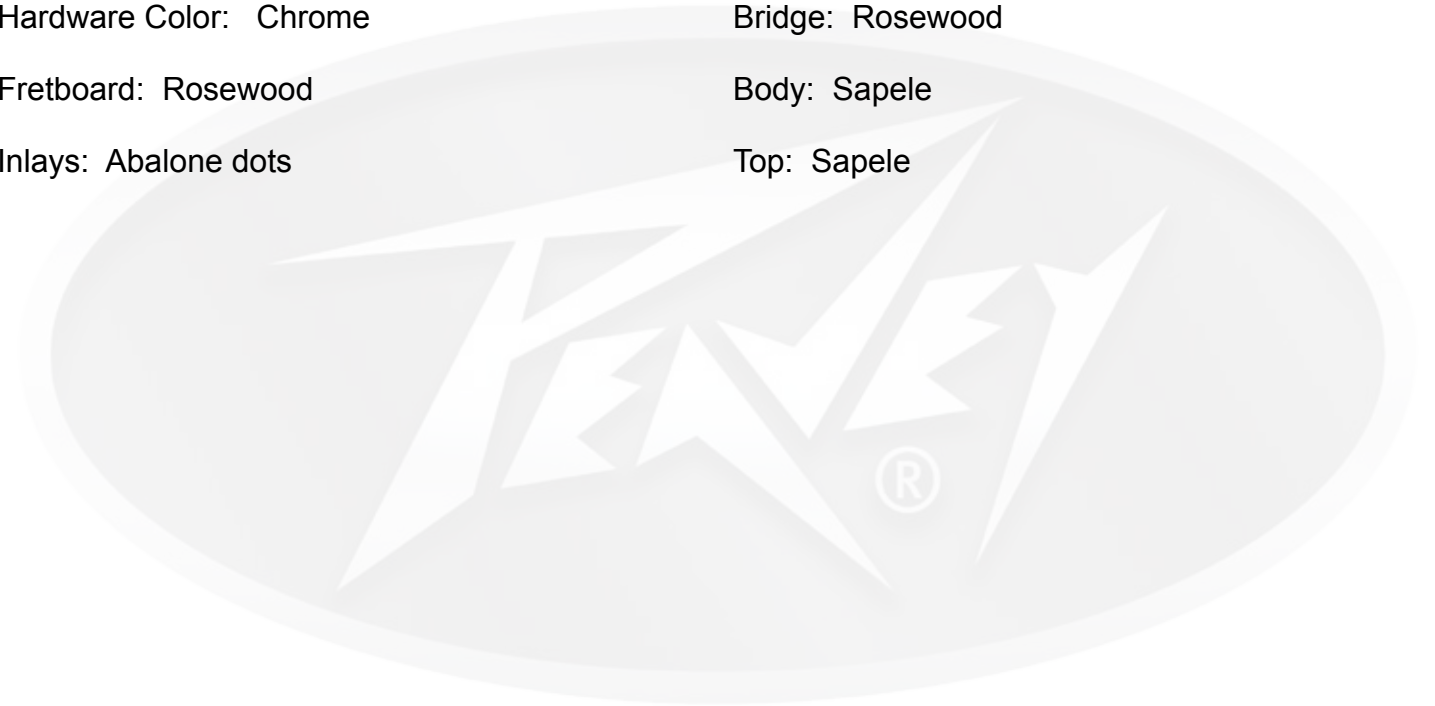 Hardware Color:   Chrome
Bridge:  Rosewood
Fretboard:  Rosewood
Body:  Sapele
Inlays:  Abalone dots
Top:  Sapele
PEAVEY
®